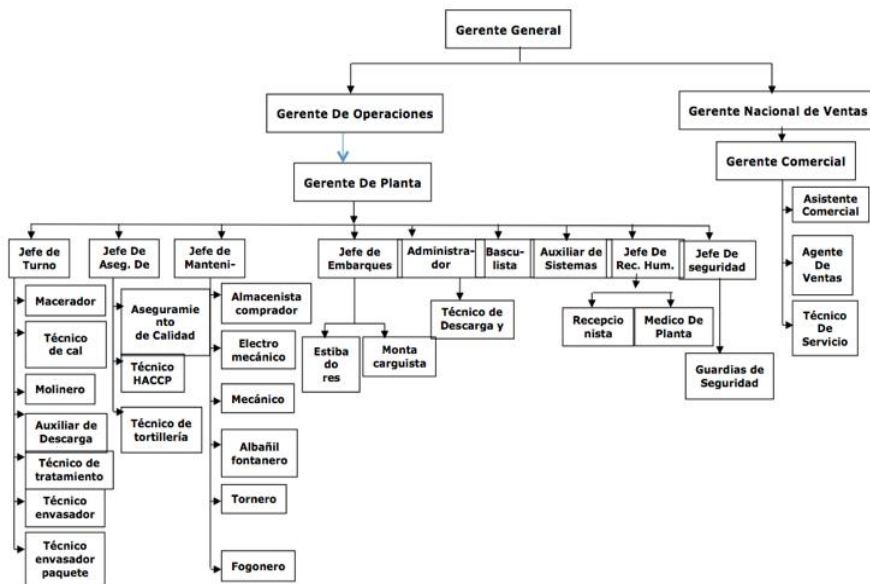 Gerente General
Gerente De Operaciones
Gerente Nacional de Ventas
Gerente Comercial
Gerente De Planta
Asistente
Comercial
Agente
De
Ventas
Técnico
De
Servicio
Jefe de
Turno
Jefe De
Aseg. De
Jefe de
Manteni-
Jefe de
Embarques
Administra-
dor
Bascu-
lista
Auxiliar de
Sistemas
Jefe De
Rec. Hum.
Jefe De
seguridad
Macerador
Técnico
de cal
Molinero
Auxiliar de
Descarga
Técnico de
tratamiento
Técnico
envasador
Técnico
envasador
paquete
Aseguramie
nto
de Calidad
Técnico
HACCP
Técnico de
tortillería
Almacenista
comprador
Electro
mecánico
Mecánico
Albañil
fontanero
Tornero
Fogonero
Estiba
do
res
Monta
carguista
Técnico de
Descarga y
Recepcio
nista
Medico De
Planta
Guardias de
Seguridad